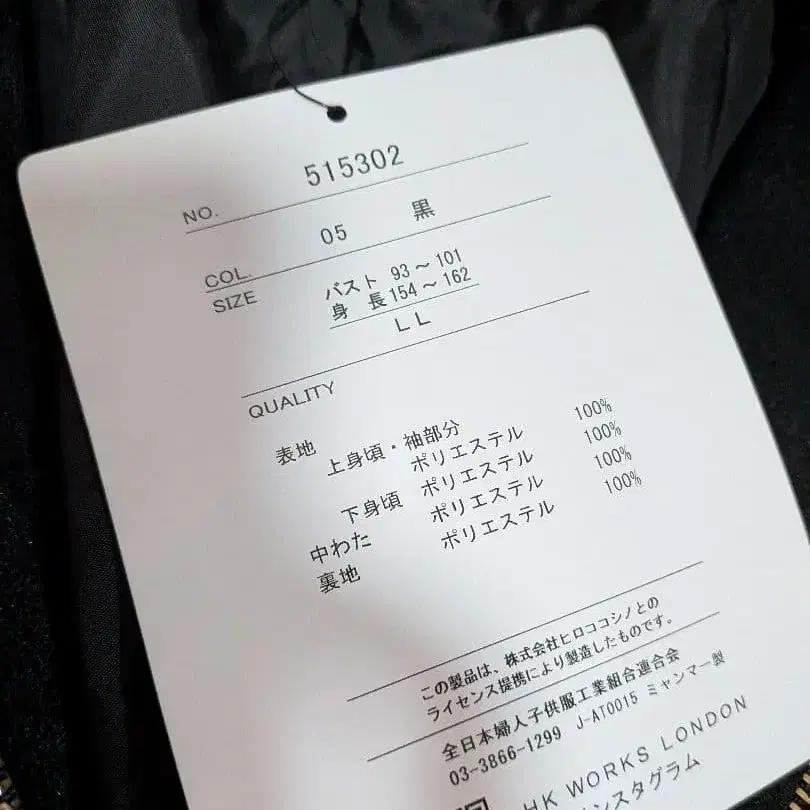 NO. 515302
COL. 05 黒
SIZE バスト 93 ~ 101
身 長 154 ~ 162
LL
QUALITY
表地
上身頃・袖部分
ポリエステル 100%
下身頃 ポリエステル 100%
中わた ポリエステル 100%
裏地 ポリエステル 100%
この製品は、株式会社ヒロココシノとの
ライセンス提携により製造したものです。
全日本婦人子供服工業組合連合会
03-3866-1299 J-AT0015 ミャンマー製
HK WORKS LONDON
ンスタグラム